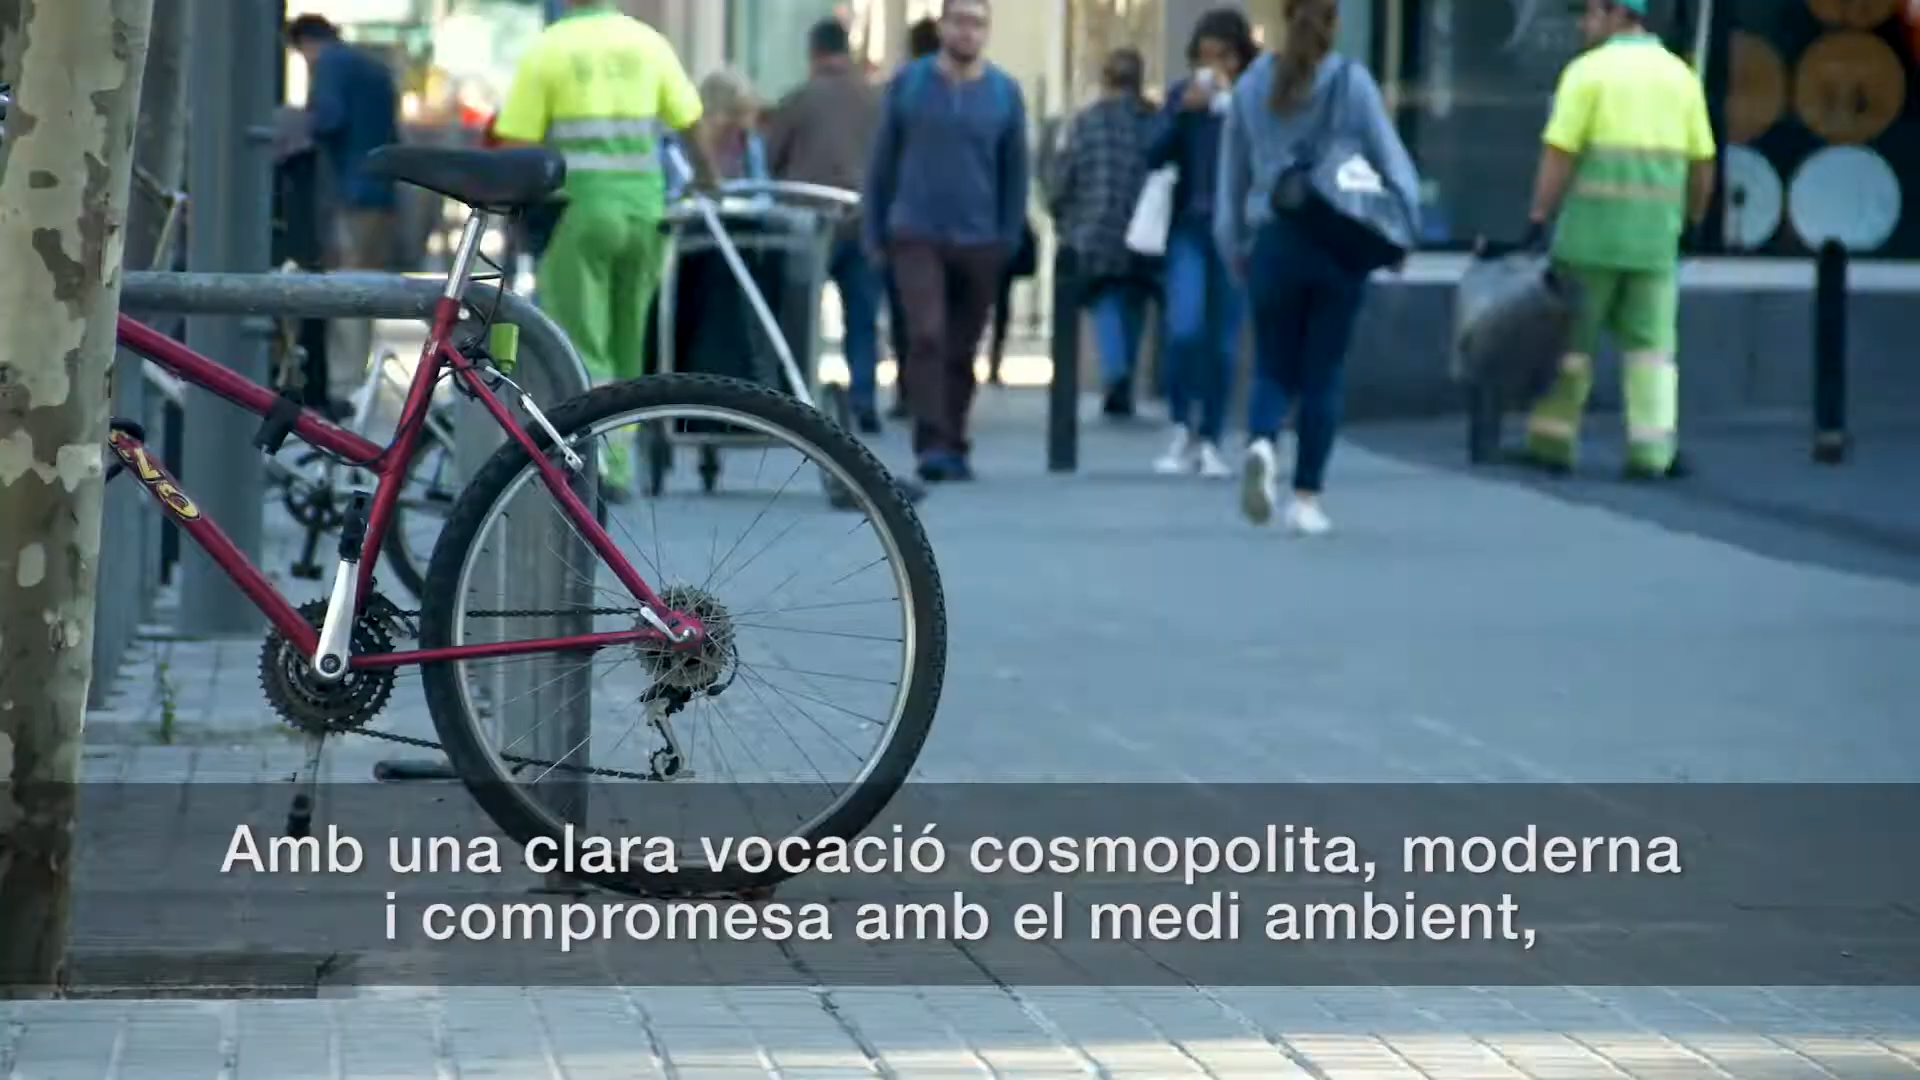 Amb una clara vocació cosmopolita, moderna
i compromesa amb el medi ambient,